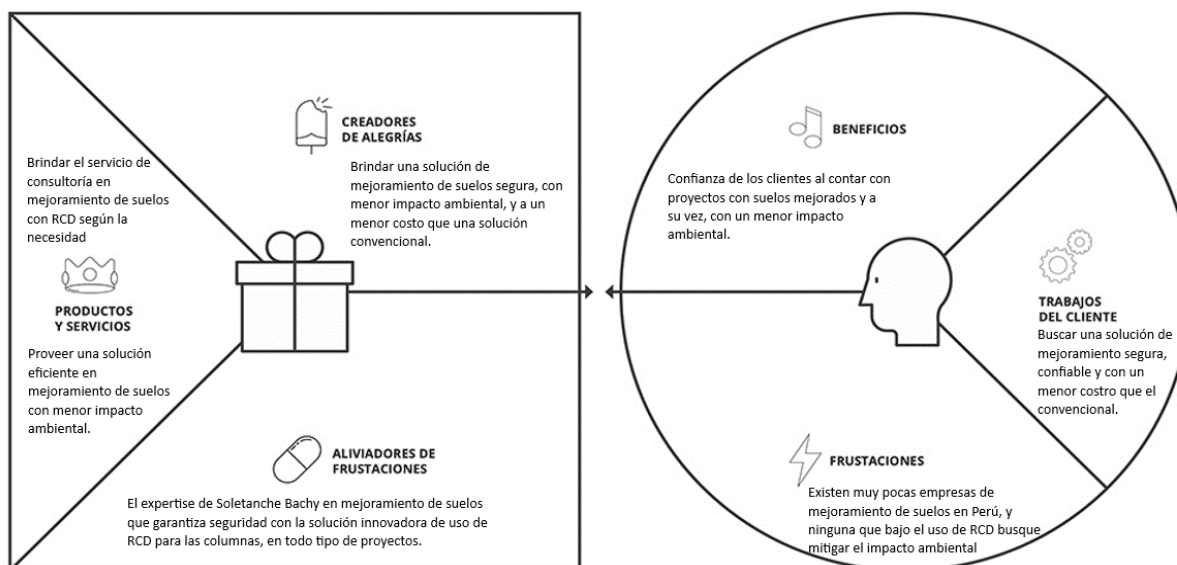 CREADORES
DE ALEGRÍAS
Brindar una solución de
mejoramiento de suelos segura, con
menor impacto ambiental, y a un
menor costo que una solución
convencional.
Brindar el servicio de
consultoría en
mejoramiento de suelos
con RCD según la
necesidad
PRODUCTOS
Y SERVICIOS
Proveer una solución
eficiente en
mejoramiento de suelos
con menor impacto
ambiental.
ALIVIADORES DE
FRUSTACIONES
El expertise de Soletanche Bachy en mejoramiento de suelos
que garantiza seguridad con la solución innovadora de uso de
RCD para las columnas, en todo tipo de proyectos.
BENEFICIOS
Confianza de los clientes al contar con
proyectos con suelos mejorados y a
su vez, con un menor impacto
ambiental.
TRABAJOS
DEL CLIENTE
Buscar una solución de
mejoramiento segura,
confiable y con un
menor costro que el
convencional.
FRUSTACIONES
Existen muy pocas empresas de
mejoramiento de suelos en Perú, y
ninguna que bajo el uso de RCD busque
mitigar el impacto ambiental